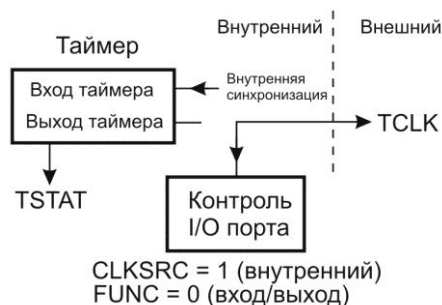 Внутренний
Внешний
Таймер
Вход таймера
Внутренняя
синхронизация
Выход таймера
TCLK
TSTAT
Контроль
I/O порта
CLKSRC = 1 (внутренний)
FUNC = 0 (вход/выход)